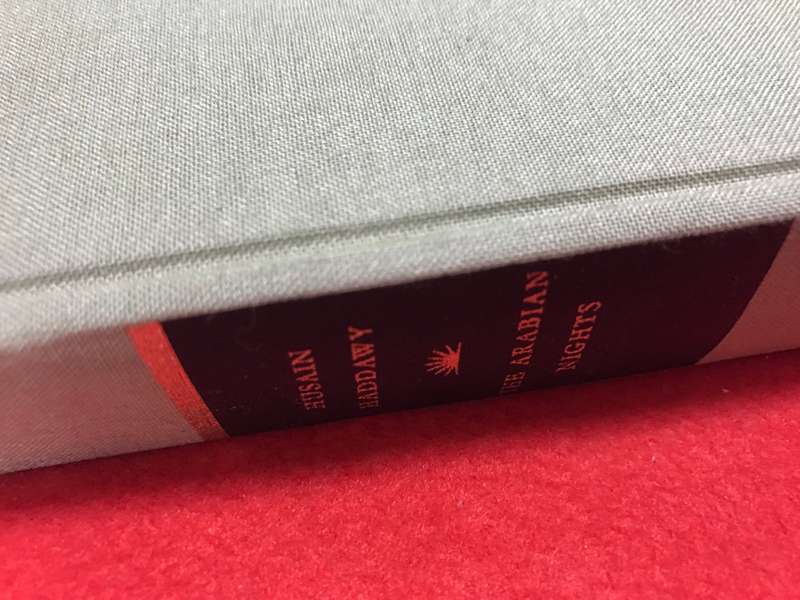 HUSAIN
HADDAWY
THE ARABIAN
NIGHTS